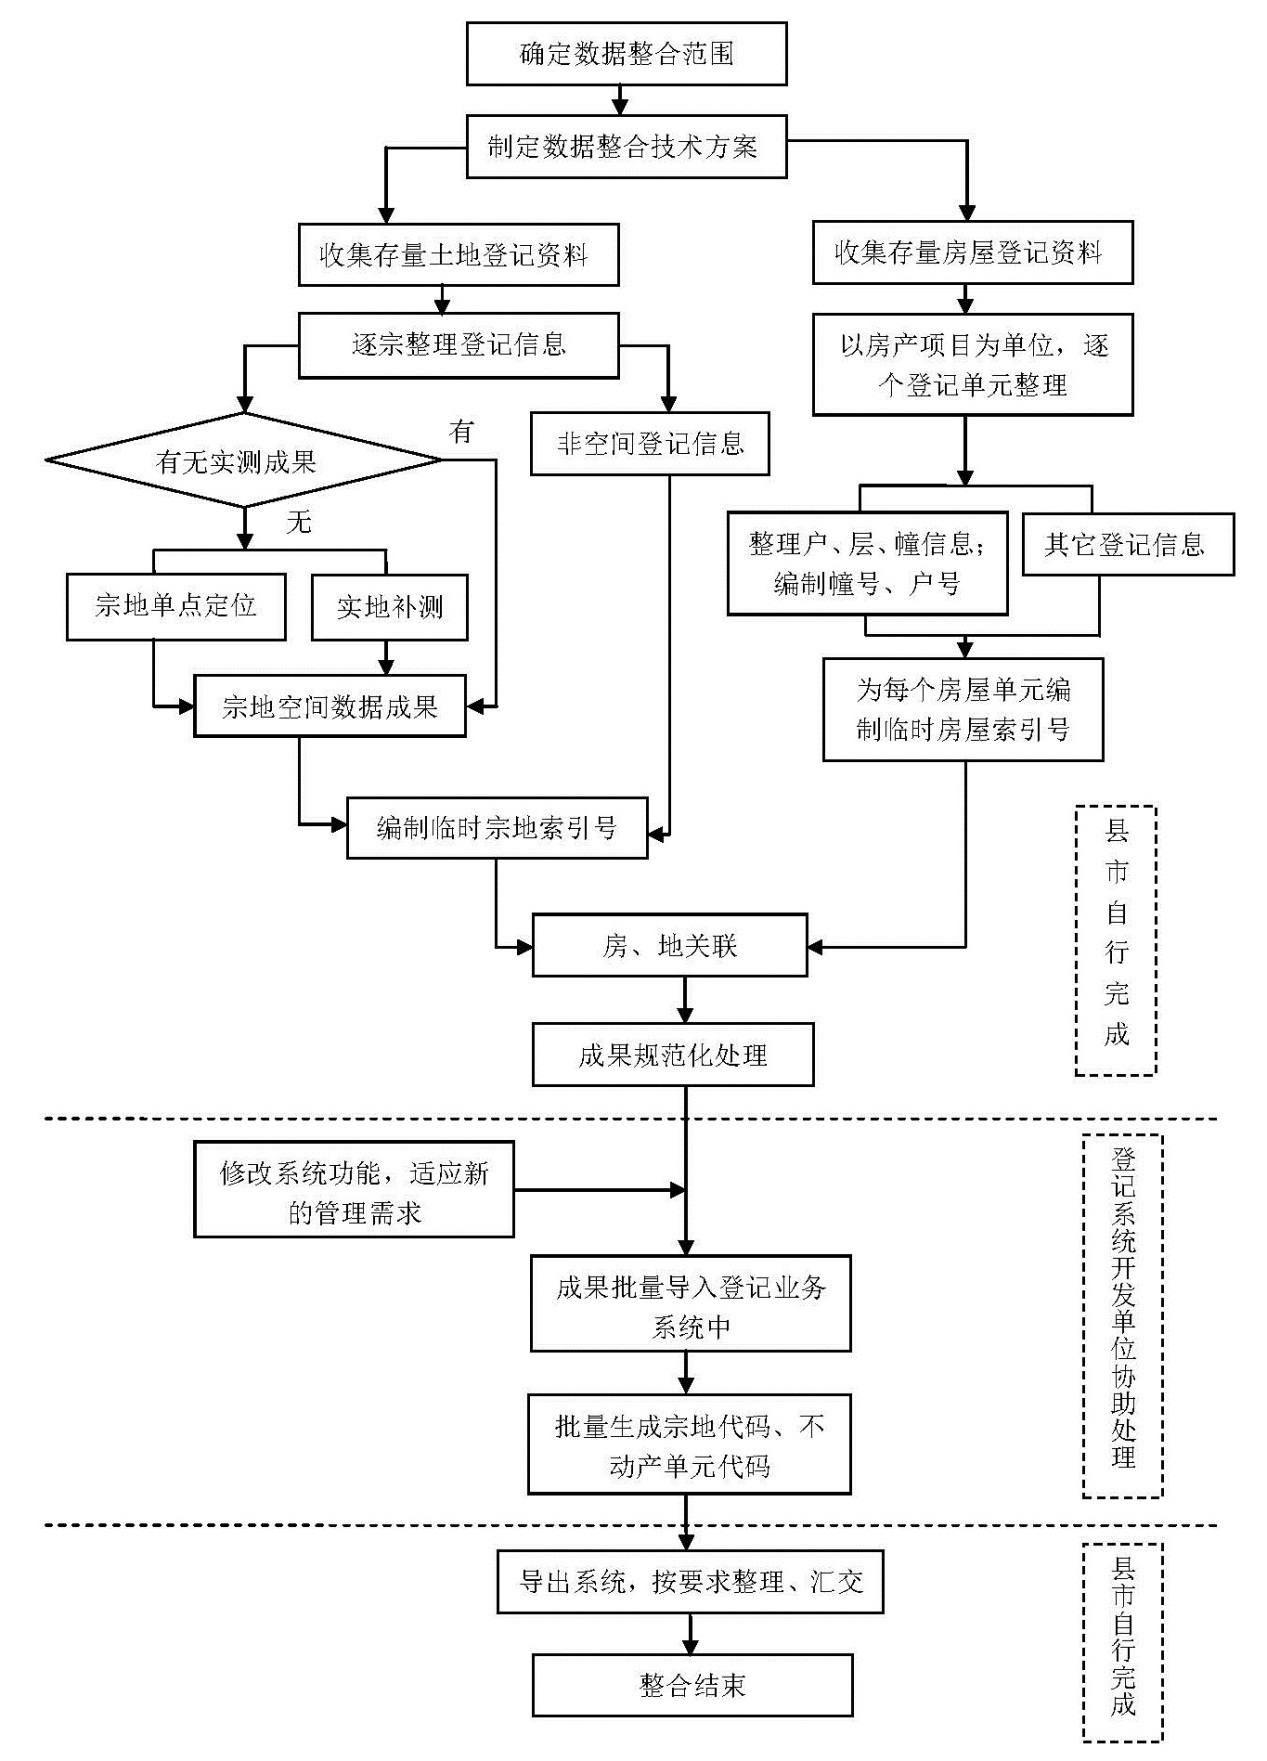 确定数据整合范围
制定数据整合技术方案
收集存量土地登记资料
收集存量房屋登记资料
逐宗整理登记信息
以房产项目为单位，逐
个登记单元整理
有无实测成果
有
非空间登记信息
无
宗地单点定位
实地补测
整理户、层、幢信息；
编制幢号、户号
其它登记信息
宗地空间数据成果
为每个房屋单元编
制临时房屋索引号
编制临时宗地索引号
房、地关联
成果规范化处理
县市自行完成
修改系统功能，适应新
的管理需求
成果批量导入登记业务
系统中
批量生成宗地代码、不
动产单元代码
登记系统开发单位协助处理
导出系统，按要求整理、汇交
整合结束
县市自行完成